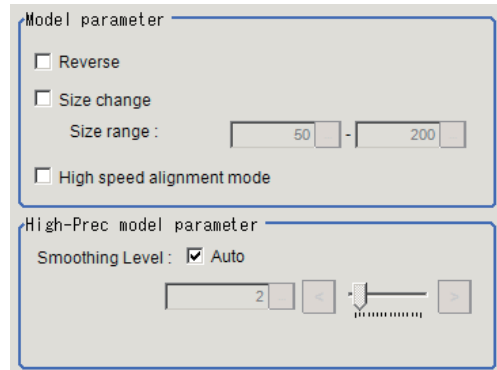 Model parameter
Reverse
Size change
Size range : 50 .. - 200 ..
High speed alignment mode
High-Prec model parameter
Smoothing Level : Auto
2 .. < >